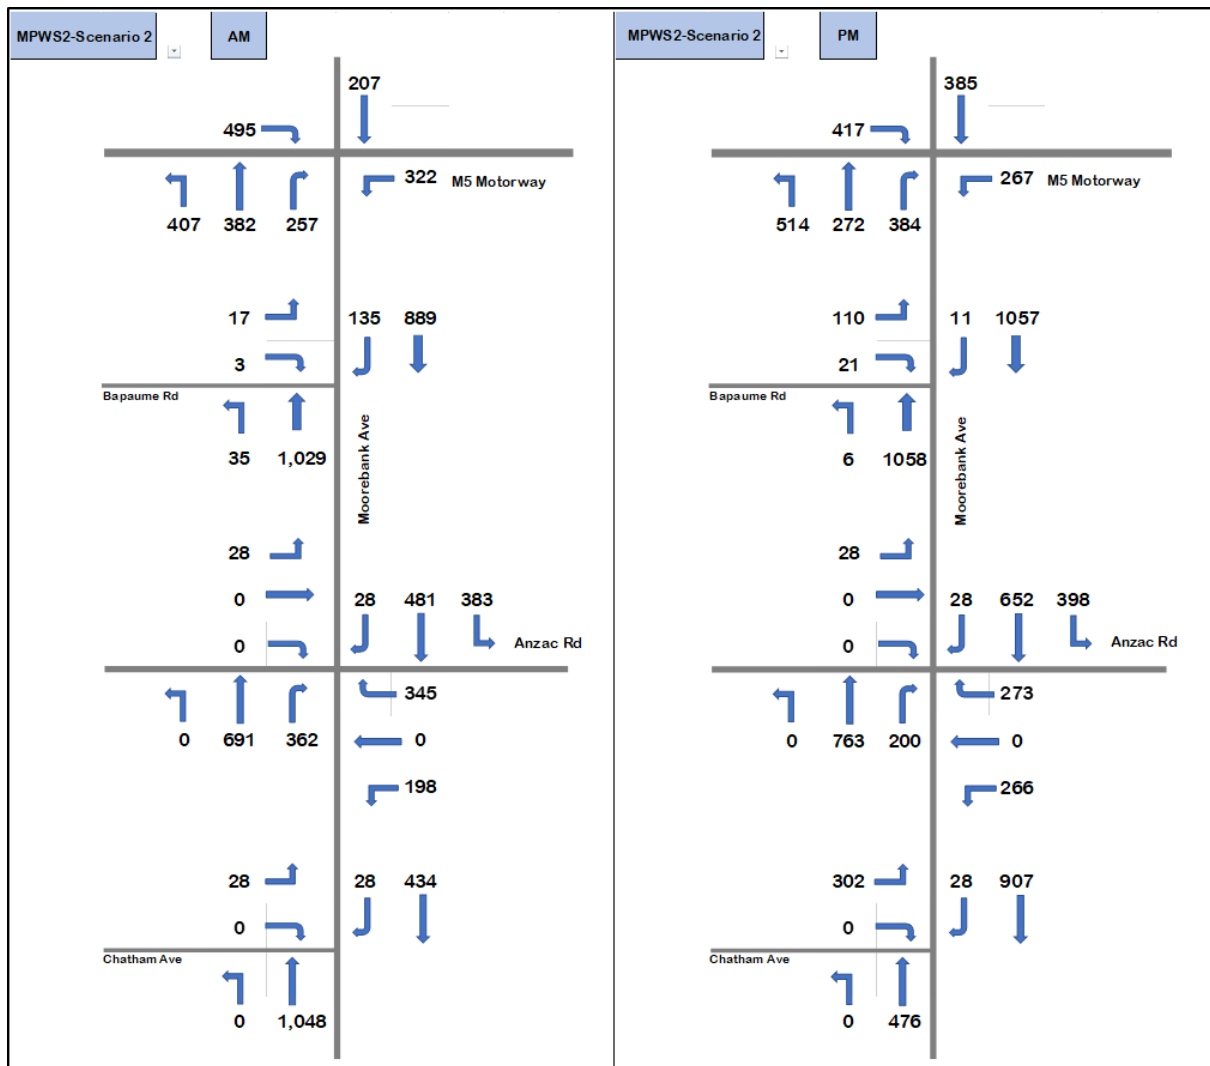 MPWS2-Scenario 2 AM
207
495
322 M5 Motorway
407 382 257
17 135 889
3
Bapaume Rd
35 1,029
Moorebank Ave
28
0 28 481 383
0 Anzac Rd
345
0 691 362 0
198
28 28 434
0
Chatham Ave
0 1,048
MPWS2-Scenario 2 PM
385
417
267 M5 Motorway
514 272 384
110 11 1057
21
Bapaume Rd
6 1058
Moorebank Ave
28
0 28 652 398
0 Anzac Rd
273
0 763 200 0
266
302 28 907
0
Chatham Ave
0 476